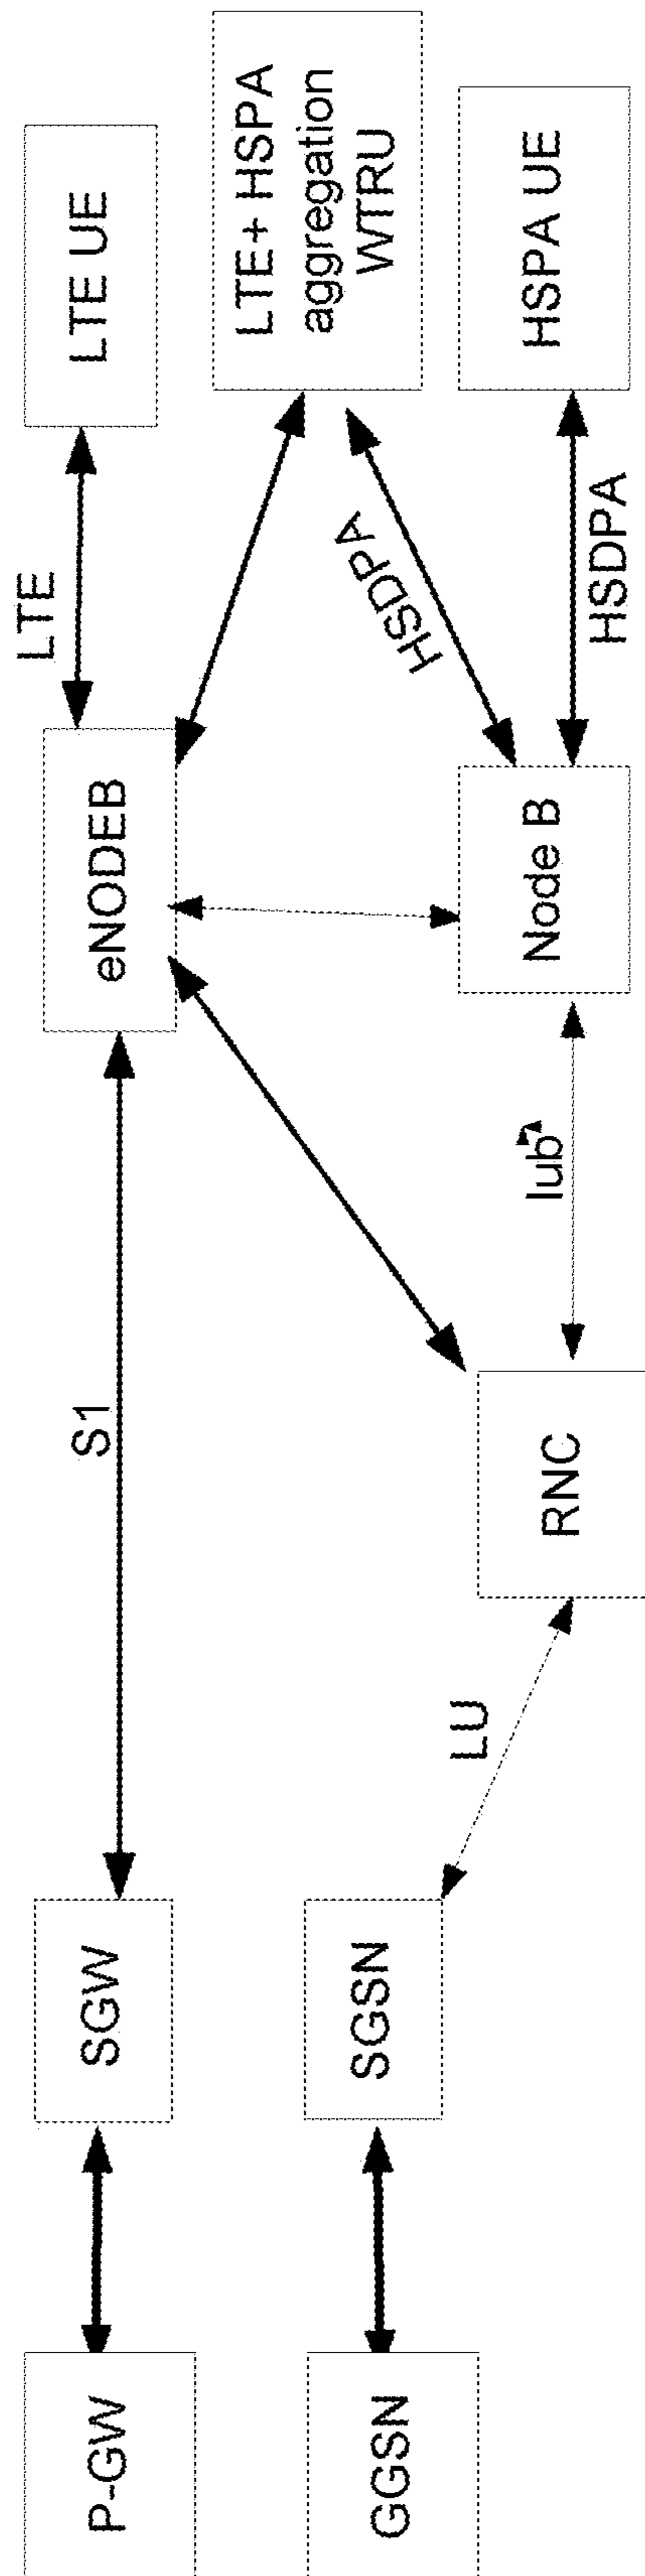 P-GW
SGW
S1
eNODEB
LTE
LTE UE
LTE+ HSPA
aggregation
WTRU
GGSN
SGSN
LU
RNC
Iub
Node B
HSDPA
HSDPA
HSPA UE